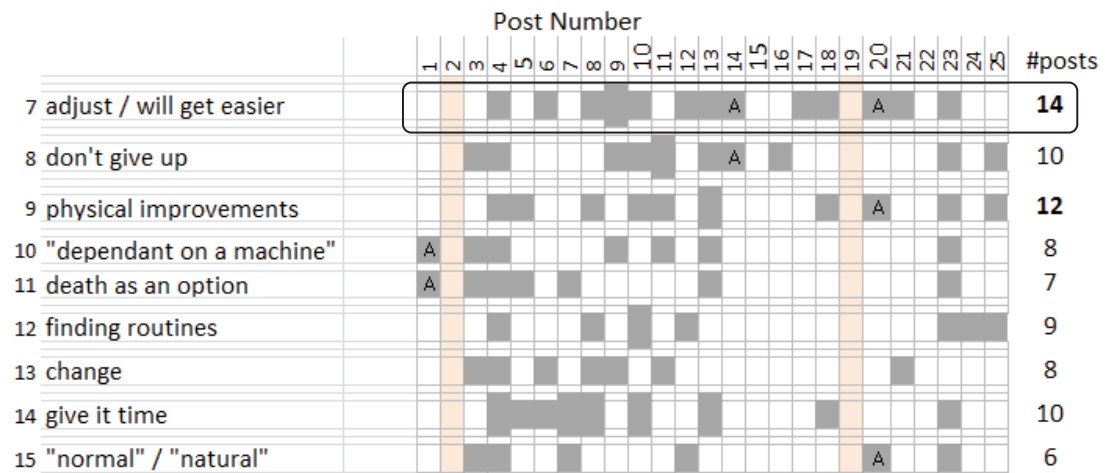 Post Number
1 2 3 4 5 6 7 8 9 10 11 12 13 14 15 16 17 18 19 20 21 22 23 24 25 #posts
7 adjust / will get easier A A 14
8 don't give up A 10
9 physical improvements A 12
10 "dependant on a machine" A 8
11 death as an option A 7
12 finding routines 9
13 change 8
14 give it time 10
15 "normal" / "natural" A 6